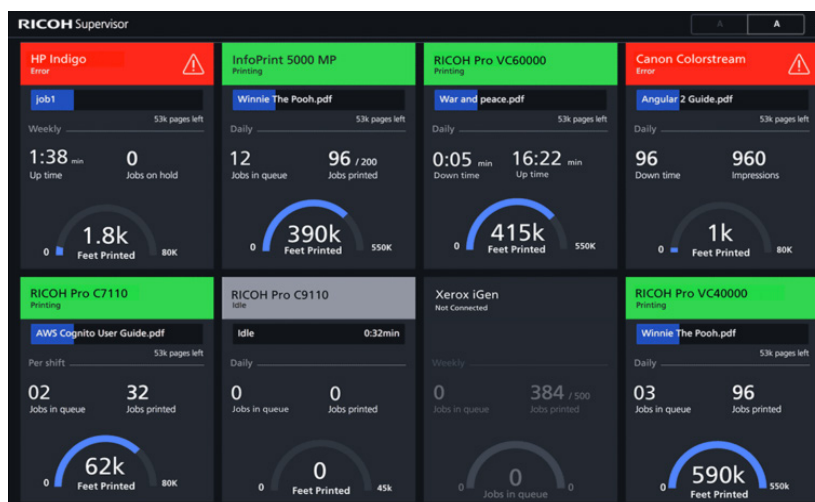 RICOH Supervisor
A A
HP Indigo
Error
job1
53k pages left
Weekly
1:38 min 0
Up time Jobs on hold
1.8k
0 Feet Printed 80K
InfoPrint 5000 MP
Printing
Winnie The Pooh.pdf
53k pages left
Daily
12 96 / 200
Jobs in queue Jobs printed
390k
0 Feet Printed 550K
RICOH Pro VC60000
Printing
War and peace.pdf
53k pages left
Daily
0:05 min 16:22 min
Down time Up time
415k
0 Feet Printed 550K
Canon Colorstream
Error
Angular 2 Guide.pdf
53k pages left
Daily
96 960
Down time Impressions
1k
0 Feet Printed 80K
RICOH Pro C7110
Printing
AWS Cognito User Guide.pdf
53k pages left
Per shift
02 32
Jobs in queue Jobs printed
62k
0 Feet Printed 80K
RICOH Pro C9110
Idle
Idle 0:32min
Daily
0 0
Jobs in queue Jobs printed
0
0 Feet Printed 45k
Xerox iGen
Not Connected
Weekly
0 384 / 500
Jobs in queue Jobs printed
0
0 Jobs in queue 0
RICOH Pro VC40000
Printing
Winnie The Pooh.pdf
53k pages left
Daily
03 96
Jobs in queue Jobs printed
590k
0 Feet Printed 550k